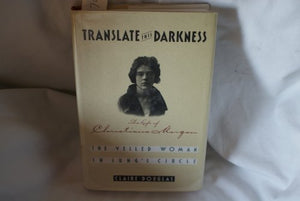 TRANSLATE THIS DARKNESS
The Life of
Christiana Morgan
THE VEILED WOMAN
IN JUNG'S CIRCLE
CLAIRE DOUGLAS